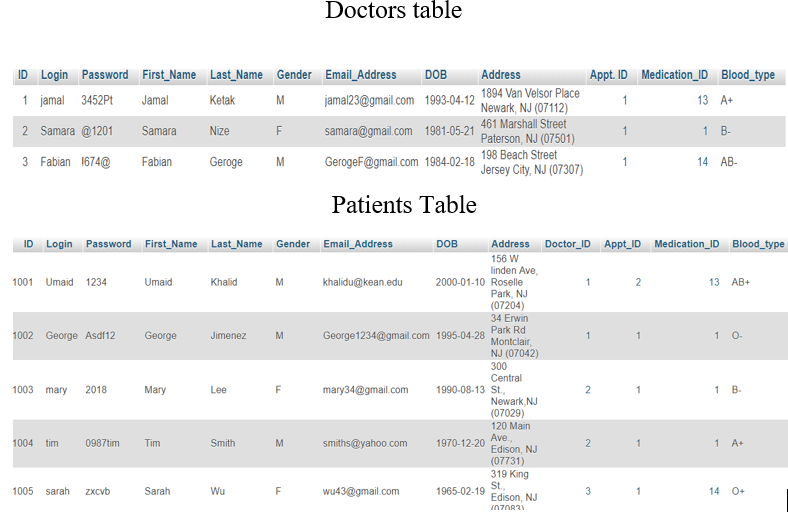 Doctors table
ID Login Password First_Name Last_Name Gender Email_Address DOB Address Appt. ID Medication_ID Blood_type
1 jamal 3452Pt Jamal Ketak M jamal23@gmail.com 1993-04-12 1894 Van Velsor Place 1 13 A+
Newark, NJ (07112)
2 Samara @1201 Samara Nize F samara@gmail.com 1981-05-21 461 Marshall Street 1 1 B-
Paterson, NJ (07501)
3 Fabian !674@ Fabian Geroge M GerogeF@gmail.com 1984-02-18 198 Beach Street 1 14 AB-
Jersey City, NJ (07307)
Patients Table
ID Login Password First_Name Last_Name Gender Email_Address DOB Address Doctor_ID Appt_ID Medication_ID Blood_type
156 W
linden Ave,
1001 Umaid 1234 Umaid Khalid M khalidu@kean.edu 2000-01-10 Roselle 1 2 13 AB+
Park, NJ
(07204)
34 Erwin
1002 George Asdf12 George Jimenez M George1234@gmail.com 1995-04-28 Park Rd 1 1 1 O-
Montclair,
NJ (07042)
300
Central
1003 mary 2018 Mary Lee F mary34@gmail.com 1990-08-13 St., 2 1 1 B-
Newark,NJ
(07029)
120 Main
1004 tim 0987tim Tim Smith M smiths@yahoo.com 1970-12-20 Ave., 2 1 1 A+
Edison, NJ
(07731)
319 King
1005 sarah zxcvb Sarah Wu F wu43@gmail.com 1965-02-19 St., 3 1 14 O+
Edison, NJ
(07083)